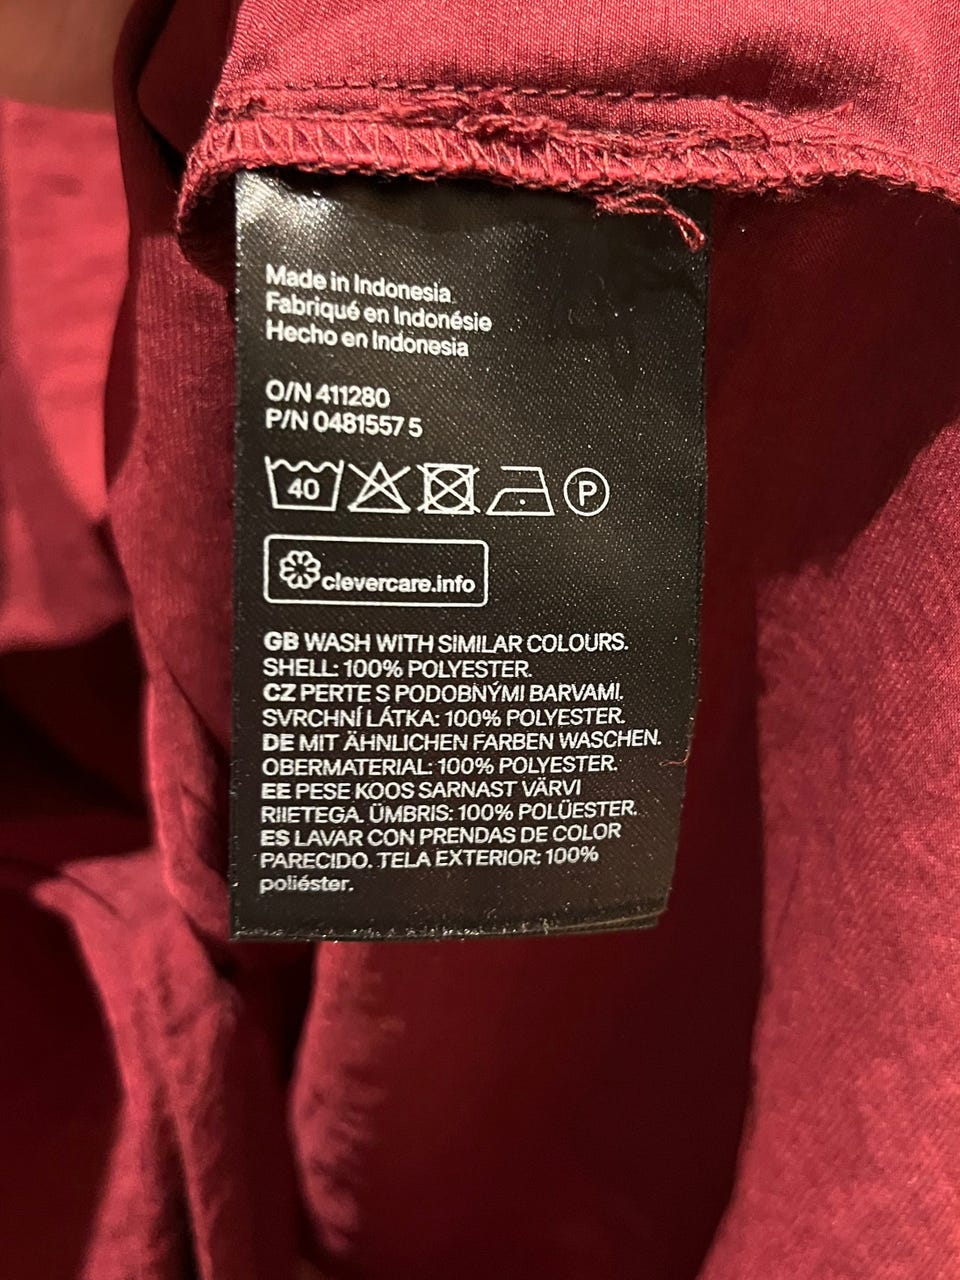 Made in Indonesia
Fabriqué en Indonésie
Hecho en Indonesia
O/N 411280
P/N 0481557 5
40 P
clevercare.info
GB WASH WITH SIMILAR COLOURS.
SHELL: 100% POLYESTER.
CZ PERTE S PODOBNÝMI BARVAMI.
SVRCHNÍ LÁTKA: 100% POLYESTER.
DE MIT ÄHNLICHEN FARBEN WASCHEN.
OBERMATERIAL: 100% POLYESTER.
EE PESE KOOS SARNAST VÄRVI
RIIETEGA. ÜMBRIS: 100% POLÜESTER.
ES LAVAR CON PRENDAS DE COLOR
PARECIDO. TELA EXTERIOR: 100%
poliéster.